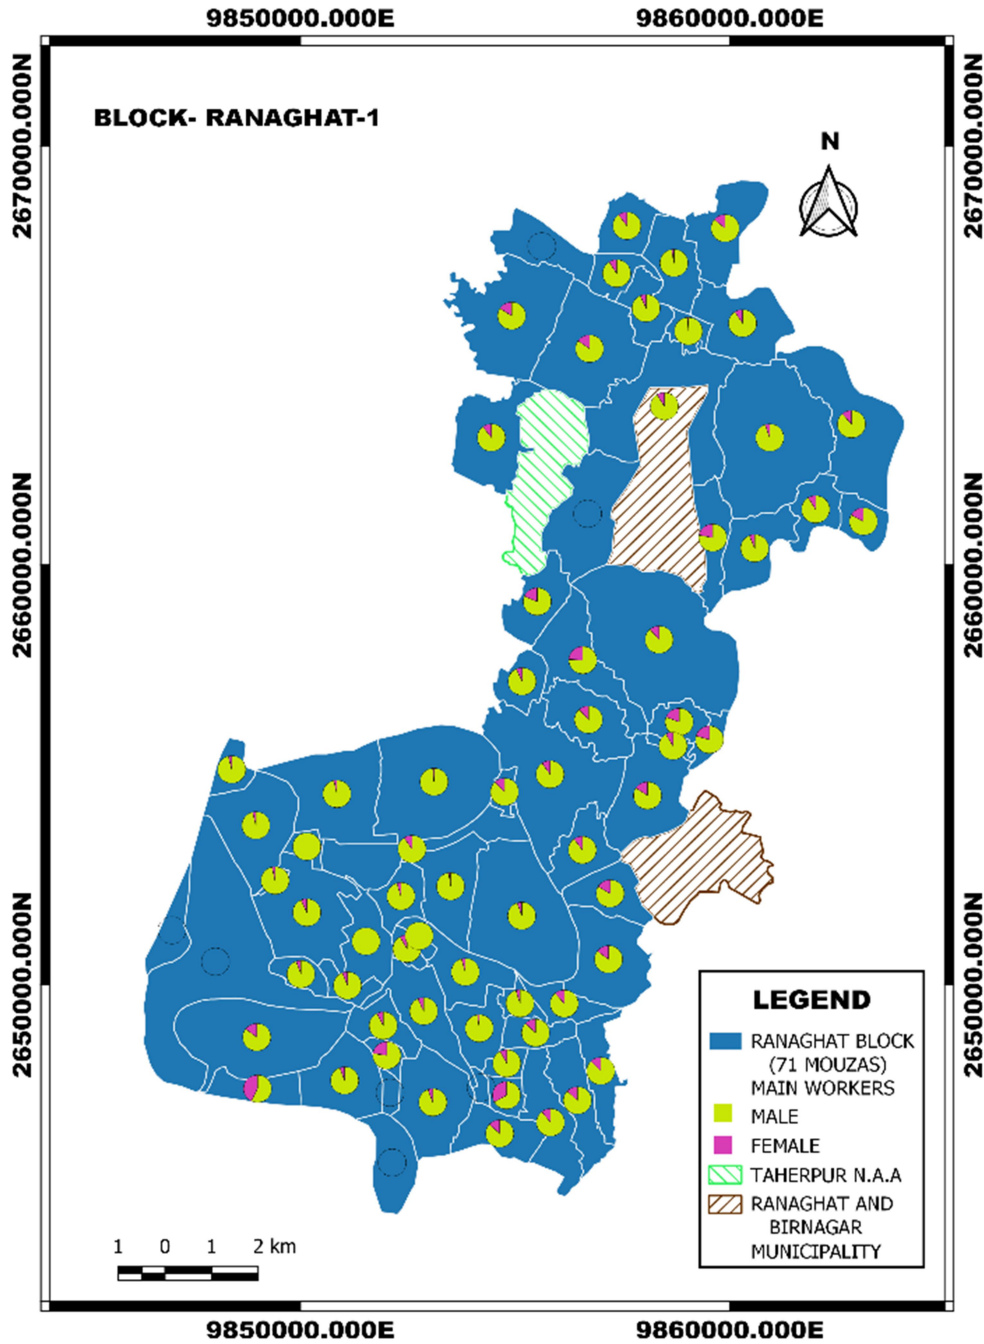 9850000.000E 9860000.000E
2670000.000N
2670000.000N
BLOCK- RANAGHAT-1
N
2660000.000N
2660000.000N
2650000.000N
2650000.000N
LEGEND
RANAGHAT BLOCK
(71 MOUZAS)
MAIN WORKERS
MALE
FEMALE
TAHERPUR N.A.A
RANAGHAT AND
BIRNAGAR
MUNICIPALITY
1 0 1 2 km
9850000.000E 9860000.000E